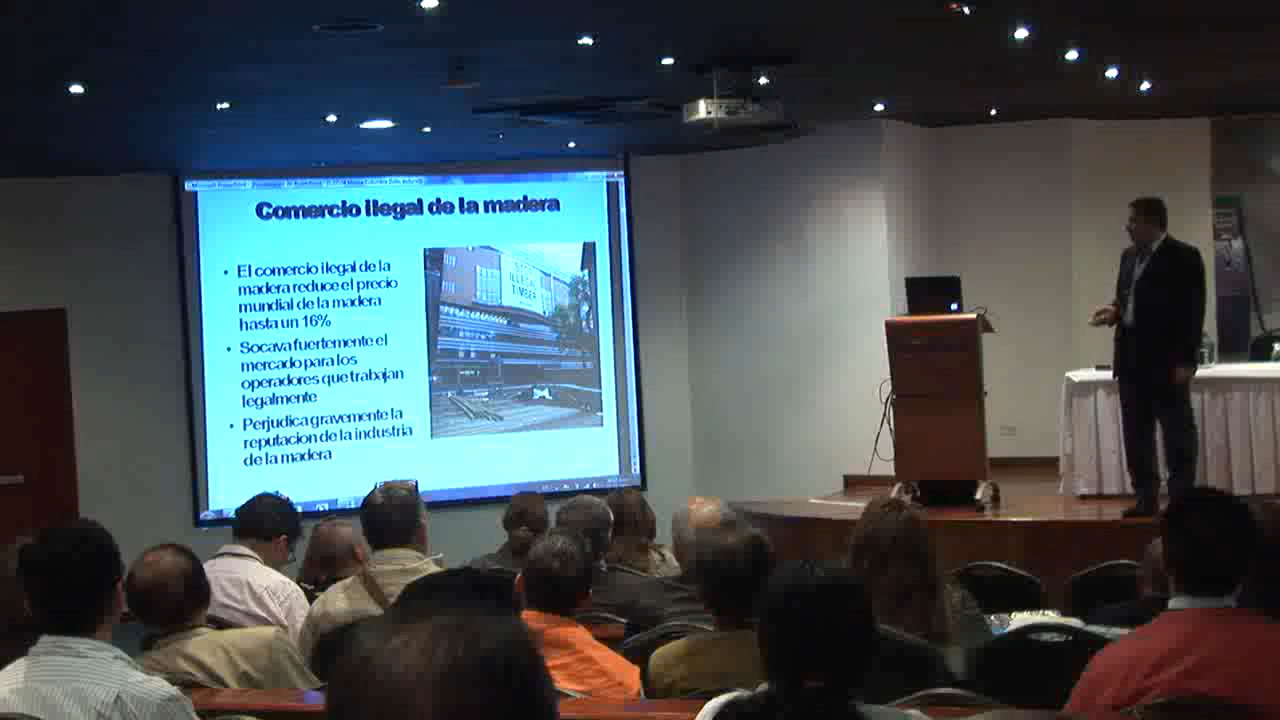 Comercio ilegal de la madera
• El comercio ilegal de la
madera reduce el precio
mundial de la madera
hasta un 16%
• Socava fuertemente el
mercado para los
operadores que trabajan
legalmente
• Perjudica gravemente la
reputacion de la industria
de la madera
ILLEGAL
TIMBER